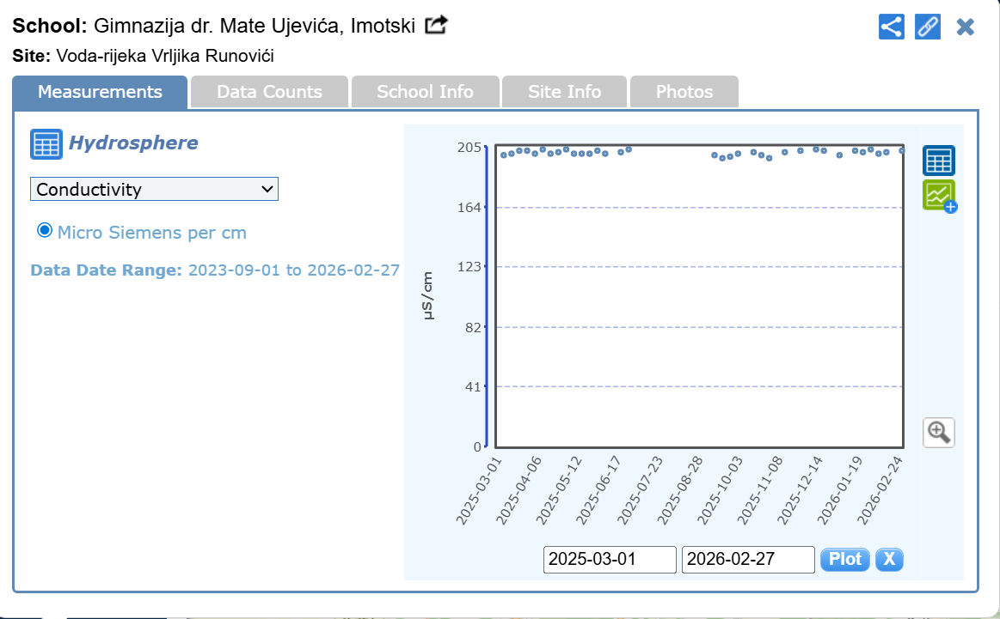 School: Gimnazija dr. Mate Ujevića, Imotski
Site: Voda-rijeka Vrljika Runovići
Measurements Data Counts School Info Site Info Photos
Hydrosphere
Conductivity
Micro Siemens per cm
Data Date Range: 2023-09-01 to 2026-02-27
µS/cm
205
164
123
82
41
0
2025-03-01
2025-04-06
2025-05-12
2025-06-17
2025-07-23
2025-08-28
2025-10-03
2025-11-08
2025-12-14
2026-01-19
2026-02-24
2025-03-01 2026-02-27 Plot X